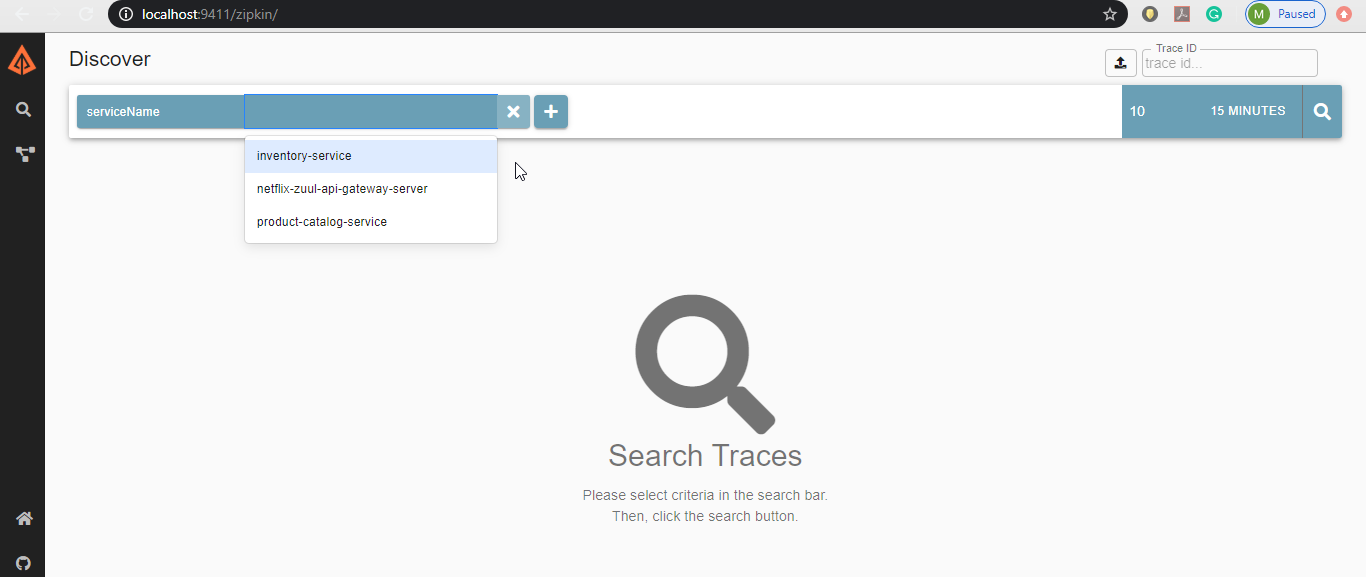 localhost:9411/zipkin/
M Paused
Discover
Trace ID
trace id...
serviceName
10 15 MINUTES
inventory-service
netflix-zuul-api-gateway-server
product-catalog-service
Search Traces
Please select criteria in the search bar.
Then, click the search button.